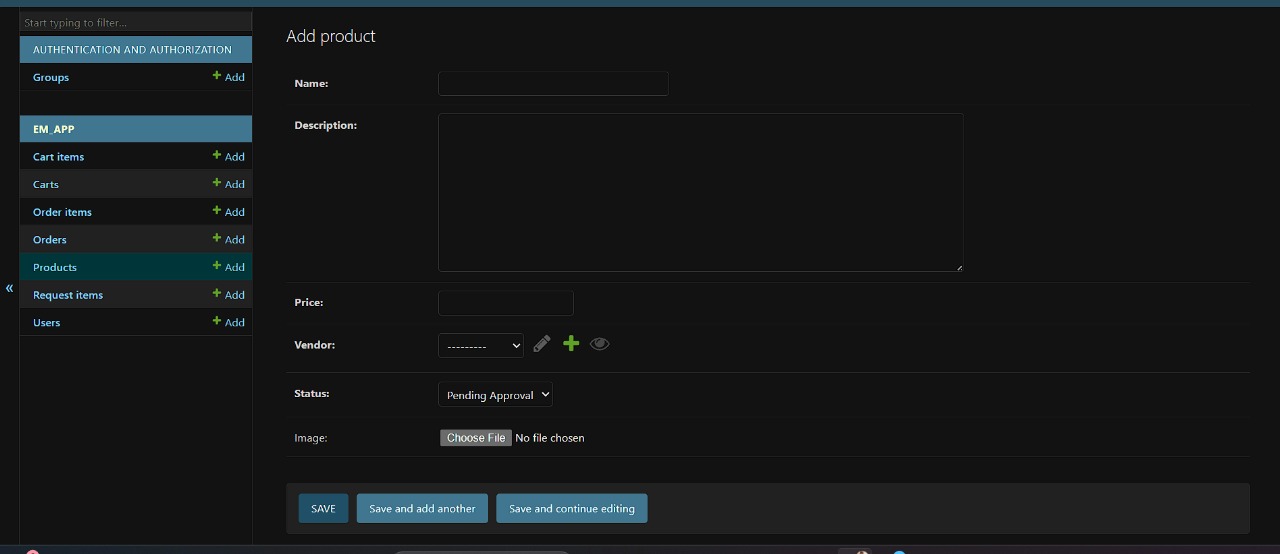 Start typing to filter...
AUTHENTICATION AND AUTHORIZATION
Groups
Add
EM_APP
Cart items
Add
Carts
Add
Order items
Add
Orders
Add
Products
Add
Request items
Add
Users
Add
«
Add product
Name:
Description:
Price:
Vendor:
---------
Status:
Pending Approval
Image:
Choose File No file chosen
SAVE
Save and add another
Save and continue editing